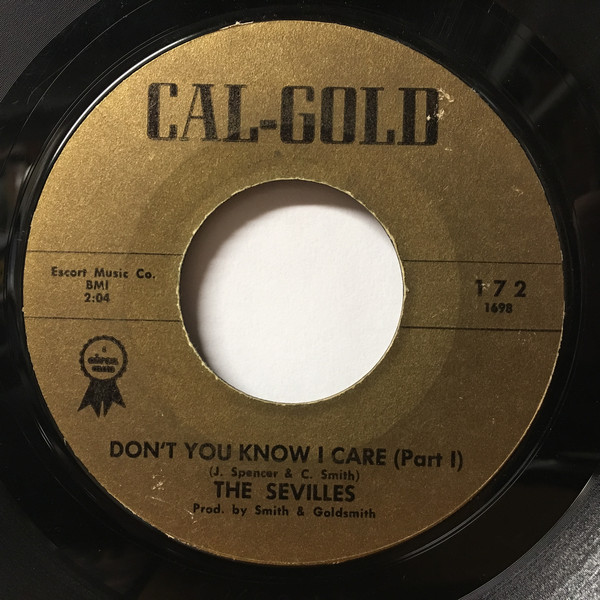 CAL-GOLD
Escort Music Co.
BMI
2:04
172
1698
DON'T YOU KNOW I CARE (Part I)
(J. Spencer & C. Smith)
THE SEVILLES
Prod. by Smith & Goldsmith